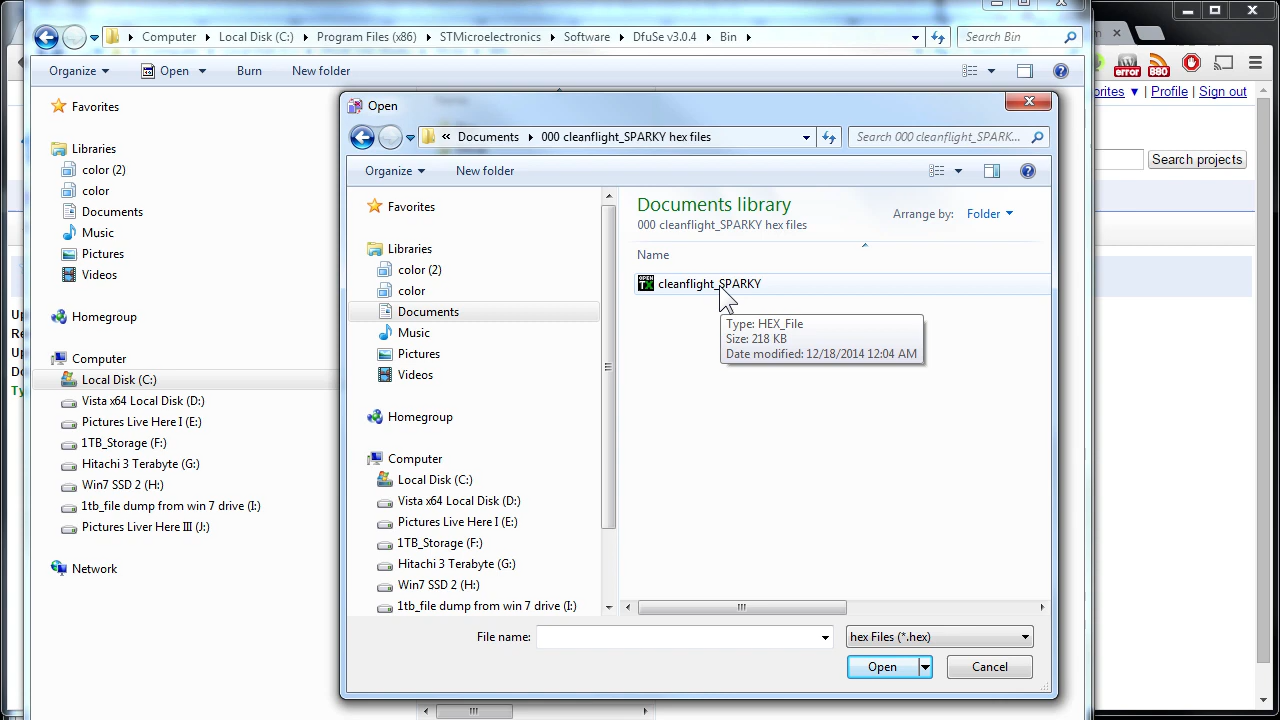 Computer Local Disk (C:) Program Files (x86) STMicroelectronics Software DfuSe v3.0.4 Bin Search Bin
Organize Open Burn New folder
Favorites
Libraries
color (2)
color
Documents
Music
Pictures
Videos
Homegroup
Computer
Local Disk (C:)
Vista x64 Local Disk (D:)
Pictures Live Here I (E:)
1TB_Storage (F:)
Hitachi 3 Terabyte (G:)
Win7 SSD 2 (H:)
1tb_file dump from win 7 drive (I:)
Pictures Liver Here III (J:)
Network
Open
« Documents 000 cleanflight_SPARKY hex files Search 000 cleanflight_SPARK...
Organize New folder
Favorites
Libraries
color (2)
color
Documents
Music
Pictures
Videos
Homegroup
Computer
Local Disk (C:)
Vista x64 Local Disk (D:)
Pictures Live Here I (E:)
1TB_Storage (F:)
Hitachi 3 Terabyte (G:)
Win7 SSD 2 (H:)
1tb_file dump from win 7 drive (I:)
Documents library
000 cleanflight_SPARKY hex files
Arrange by: Folder
Name
OPEN TX
cleanflight_SPARKY
Type: HEX_File
Size: 218 KB
Date modified: 12/18/2014 12:04 AM
File name:
hex Files (*.hex)
Open Cancel
error
880
orites | Profile | Sign out
Search projects